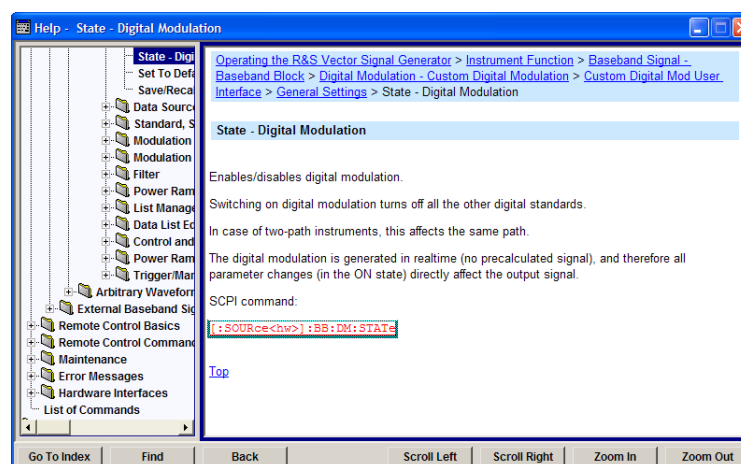 Help - State - Digital Modulation
State - Digi
Set To Defa
Save/Recal
Data Source
Standard, S
Modulation
Modulation
Filter
Power Ram
List Manage
Data List Ed
Control and
Power Ram
Trigger/Mar
Arbitrary Waveform
External Baseband Sig
Remote Control Basics
Remote Control Command
Maintenance
Error Messages
Hardware Interfaces
List of Commands
Operating the R&S Vector Signal Generator > Instrument Function > Baseband Signal -
Baseband Block > Digital Modulation - Custom Digital Modulation > Custom Digital Mod User
Interface > General Settings > State - Digital Modulation
State - Digital Modulation
Enables/disables digital modulation.
Switching on digital modulation turns off all the other digital standards.
In case of two-path instruments, this affects the same path.
The digital modulation is generated in realtime (no precalculated signal), and therefore all
parameter changes (in the ON state) directly affect the output signal.
SCPI command:
[:SOURce<hw>]:BB:DM:STATe
Top
Go To Index
Find
Back
Scroll Left
Scroll Right
Zoom In
Zoom Out